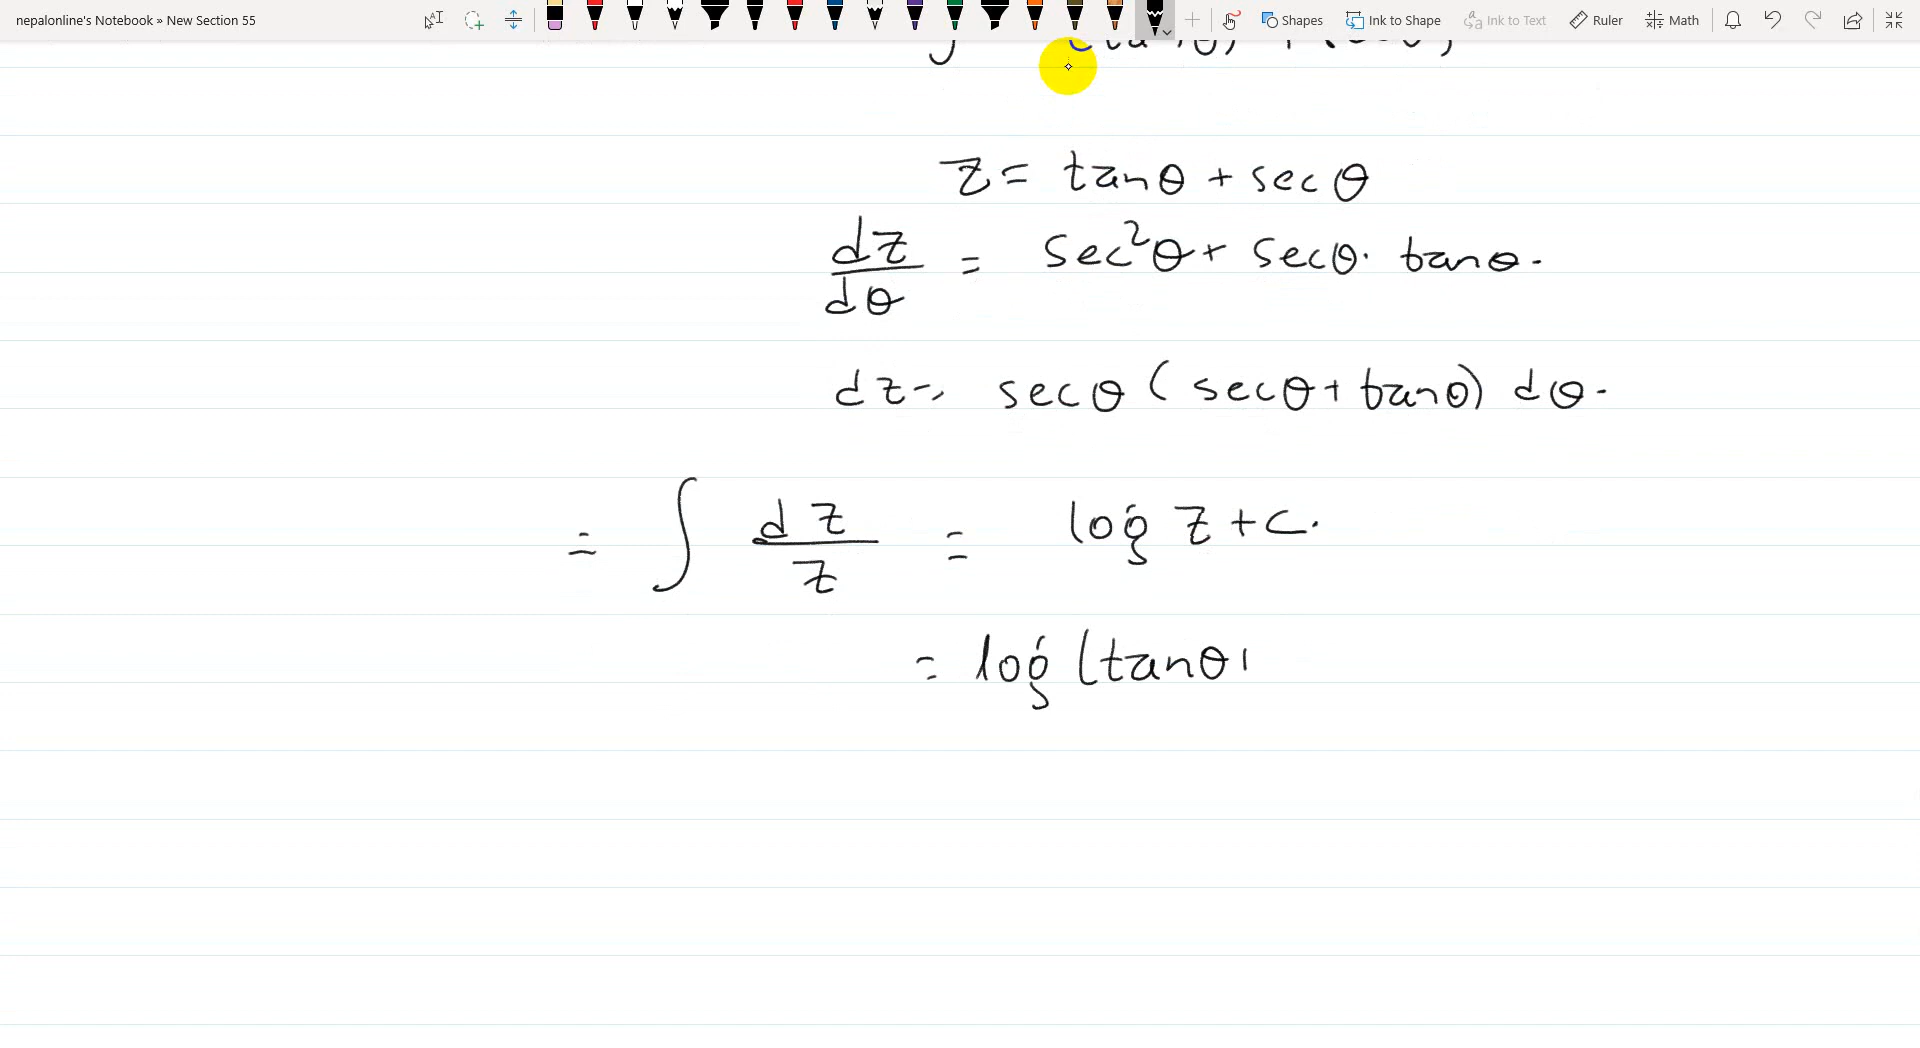 nepalonline's Notebook » New Section 55
Shapes Ink to Shape Ink to Text Ruler Math
z = tanθ + secθ
dz/dθ = sec²θ + secθ · tanθ .
dz = secθ ( secθ + tanθ) dθ .
= ∫ dz/z = log z + c .
= log (tanθ